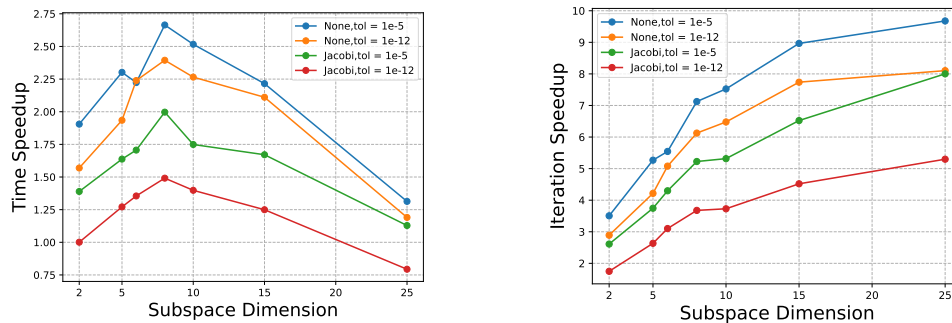 2.75
2.50
2.25
2.00
1.75
1.50
1.25
1.00
0.75
Time Speedup
None,tol = 1e-5
None,tol = 1e-12
Jacobi,tol = 1e-5
Jacobi,tol = 1e-12
2 5 10 15 20 25
Subspace Dimension
10
9
8
7
6
5
4
3
2
Iteration Speedup
None,tol = 1e-5
None,tol = 1e-12
Jacobi,tol = 1e-5
Jacobi,tol = 1e-12
2 5 10 15 20 25
Subspace Dimension